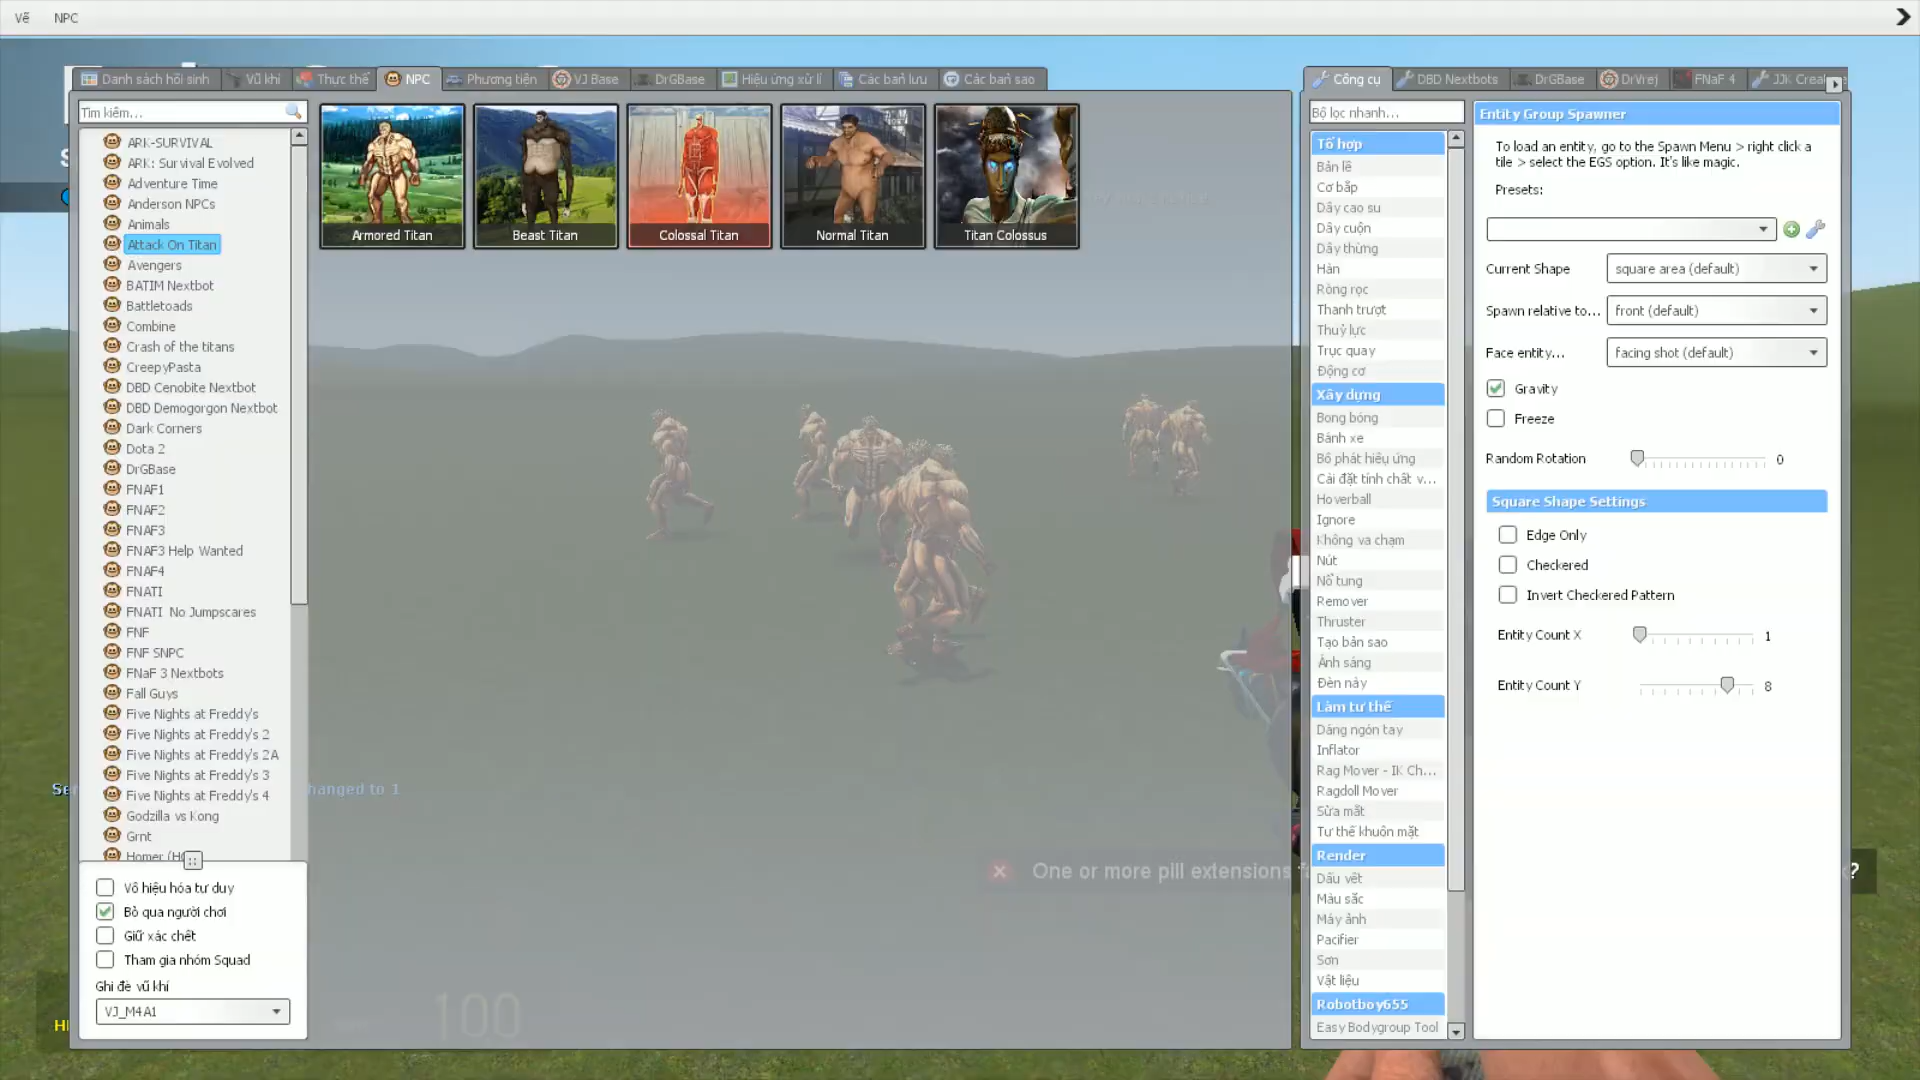 Vẽ NPC
Danh sách hồi sinh Vũ khí Thực thể NPC Phương tiện VJ Base DrGBase Hiệu ứng xử lí Các bản lưu Các bản sao
Tìm kiếm...
ARK-SURVIVAL
ARK: Survival Evolved
Adventure Time
Anderson NPCs
Animals
Attack On Titan
Avengers
BATIM Nextbot
Battletoads
Combine
Crash of the titans
CreepyPasta
DBD Cenobite Nextbot
DBD Demogorgon Nextbot
Dark Corners
Dota 2
DrGBase
FNAF1
FNAF2
FNAF3
FNAF3 Help Wanted
FNAF4
FNATI
FNATI No Jumpscares
FNF
FNF SNPC
FNaF 3 Nextbots
Fall Guys
Five Nights at Freddy's
Five Nights at Freddy's 2
Five Nights at Freddy's 2A
Five Nights at Freddy's 3
Five Nights at Freddy's 4
Godzilla vs Kong
Grnt
Homer (H
Vô hiệu hóa tư duy
Bỏ qua người chơi
Giữ xác chết
Tham gia nhóm Squad
Ghi đè vũ khí
VJ_M4A1
Armored Titan
Beast Titan
Colossal Titan
Normal Titan
Titan Colossus
hanged to 1
One or more pill extensions f
?
100
Công cụ DBD Nextbots DrGBase DrVrej FNaF 4 JJK Crea
Bộ lọc nhanh...
Tổ hợp
Bản lề
Cơ bắp
Dây cao su
Dây cuộn
Dây thừng
Hàn
Ròng rọc
Thanh trượt
Thuỷ lực
Trục quay
Động cơ
Xây dựng
Bong bóng
Bánh xe
Bộ phát hiệu ứng
Cài đặt tính chất v...
Hoverball
Ignore
Không va chạm
Nút
Nổ tung
Remover
Thruster
Tạo bản sao
Ánh sáng
Đèn này
Làm tư thế
Dáng ngón tay
Inflator
Rag Mover - IK Ch...
Ragdoll Mover
Sửa mắt
Tư thế khuôn mặt
Render
Dấu vết
Màu sắc
Máy ảnh
Pacifier
Sơn
Vật liệu
Robotboy655
Easy Bodygroup Tool
Entity Group Spawner
To load an entity, go to the Spawn Menu > right click a
tile > select the EGS option. It's like magic.
Presets:
Current Shape square area (default)
Spawn relative to... front (default)
Face entity... facing shot (default)
Gravity
Freeze
Random Rotation 0
Square Shape Settings
Edge Only
Checkered
Invert Checkered Pattern
Entity Count X 1
Entity Count Y 8